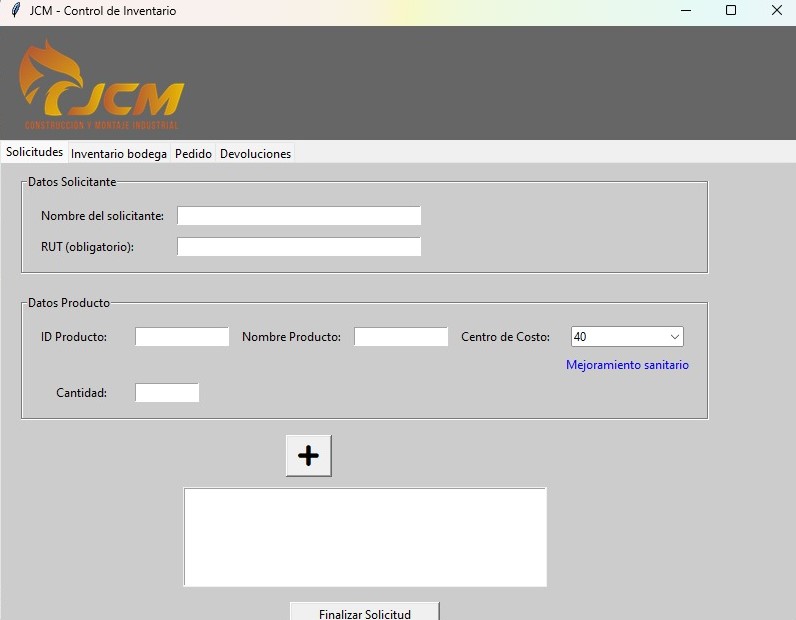 JCM - Control de Inventario
JCM
CONSTRUCCION Y MONTAJE INDUSTRIAL
Solicitudes Inventario bodega Pedido Devoluciones
Datos Solicitante
Nombre del solicitante:
RUT (obligatorio):
Datos Producto
ID Producto: Nombre Producto: Centro de Costo: 40
Mejoramiento sanitario
Cantidad:
Finalizar Solicitud